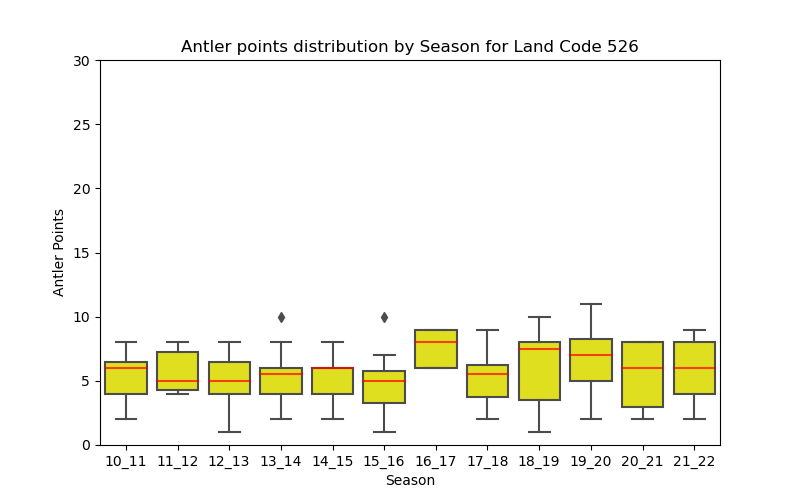 Antler points distribution by Season for Land Code 526
30
25
20
15
10
5
0
Antler Points
10_11 11_12 12_13 13_14 14_15 15_16 16_17 17_18 18_19 19_20 20_21 21_22
Season